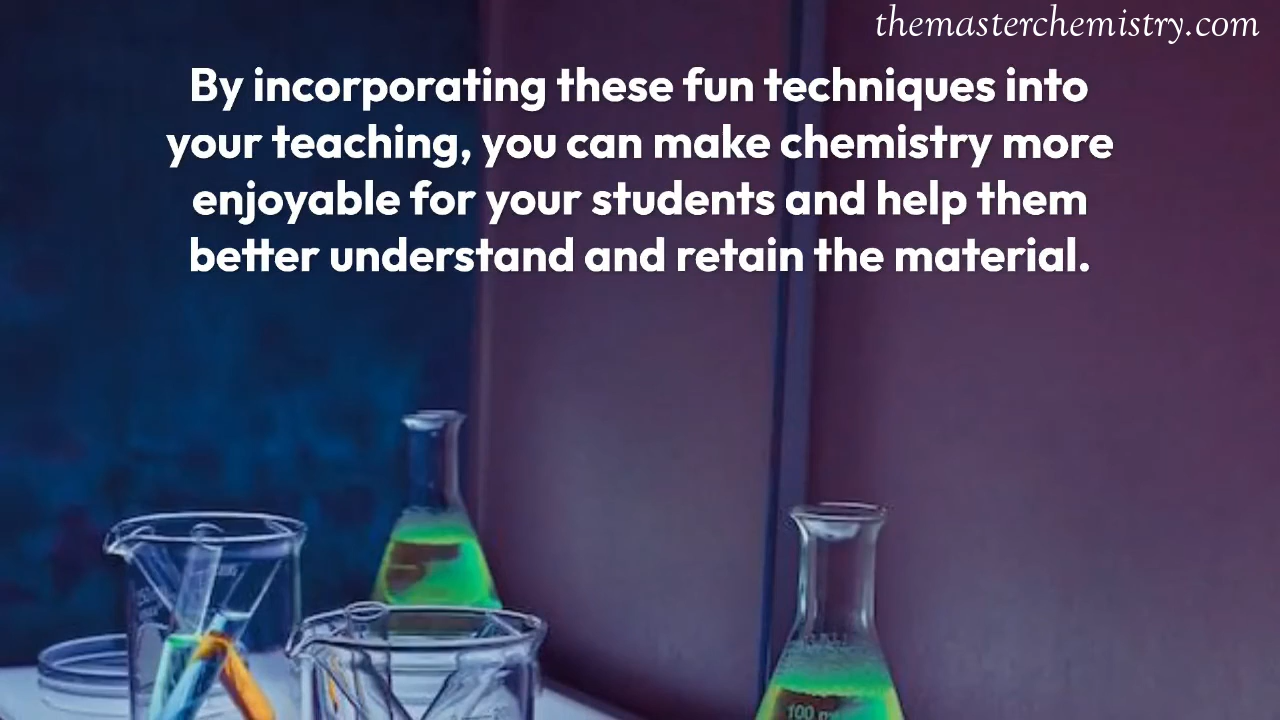 themasterchemistry.com
By incorporating these fun techniques into
your teaching, you can make chemistry more
enjoyable for your students and help them
better understand and retain the material.